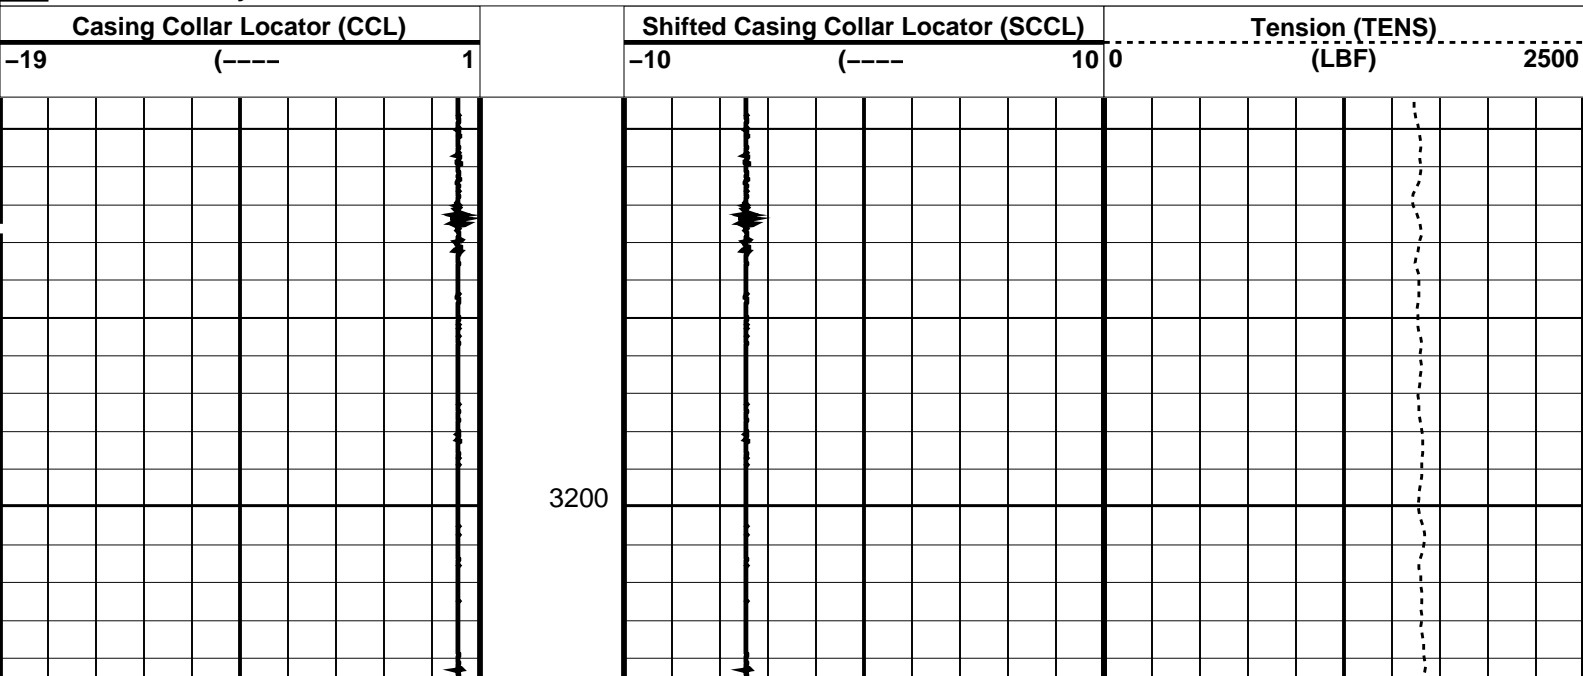 Casing Collar Locator (CCL) Shifted Casing Collar Locator (SCCL) Tension (TENS)
−19 (−−−− 1 −10 (−−−− 10 0 (LBF) 2500
3200